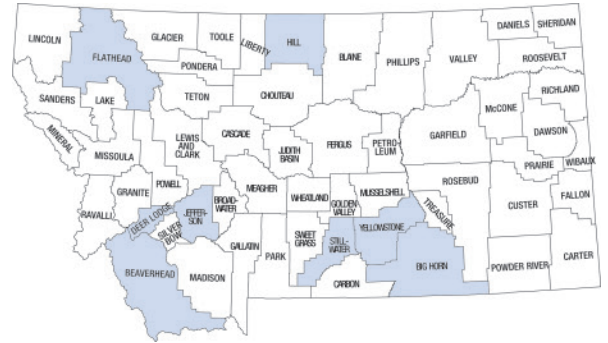 LINCOLN
FLATHEAD
GLACIER
TOOLE
LIBERTY
HILL
BLAINE
PHILLIPS
VALLEY
DANIELS
SHERIDAN
ROOSEVELT
PONDERA
SANDERS
LAKE
TETON
CHOUTEAU
RICHLAND
McCONE
MINERAL
MISSOULA
LEWIS
AND
CLARK
CASCADE
JUDITH
BASIN
FERGUS
PETRO-
LEUM
GARFIELD
DAWSON
PRAIRIE
WIBAUX
RAVALLI
GRANITE
POWELL
MEAGHER
WHEATLAND
GOLDEN
VALLEY
MUSSELSHELL
ROSEBUD
TREASURE
CUSTER
FALLON
DEER LODGE
SILVER
BOW
JEFFER-
SON
BROAD-
WATER
GALLATIN
PARK
SWEET
GRASS
STILL-
WATER
YELLOWSTONE
BIG HORN
POWDER RIVER
CARTER
BEAVERHEAD
MADISON
CARBON